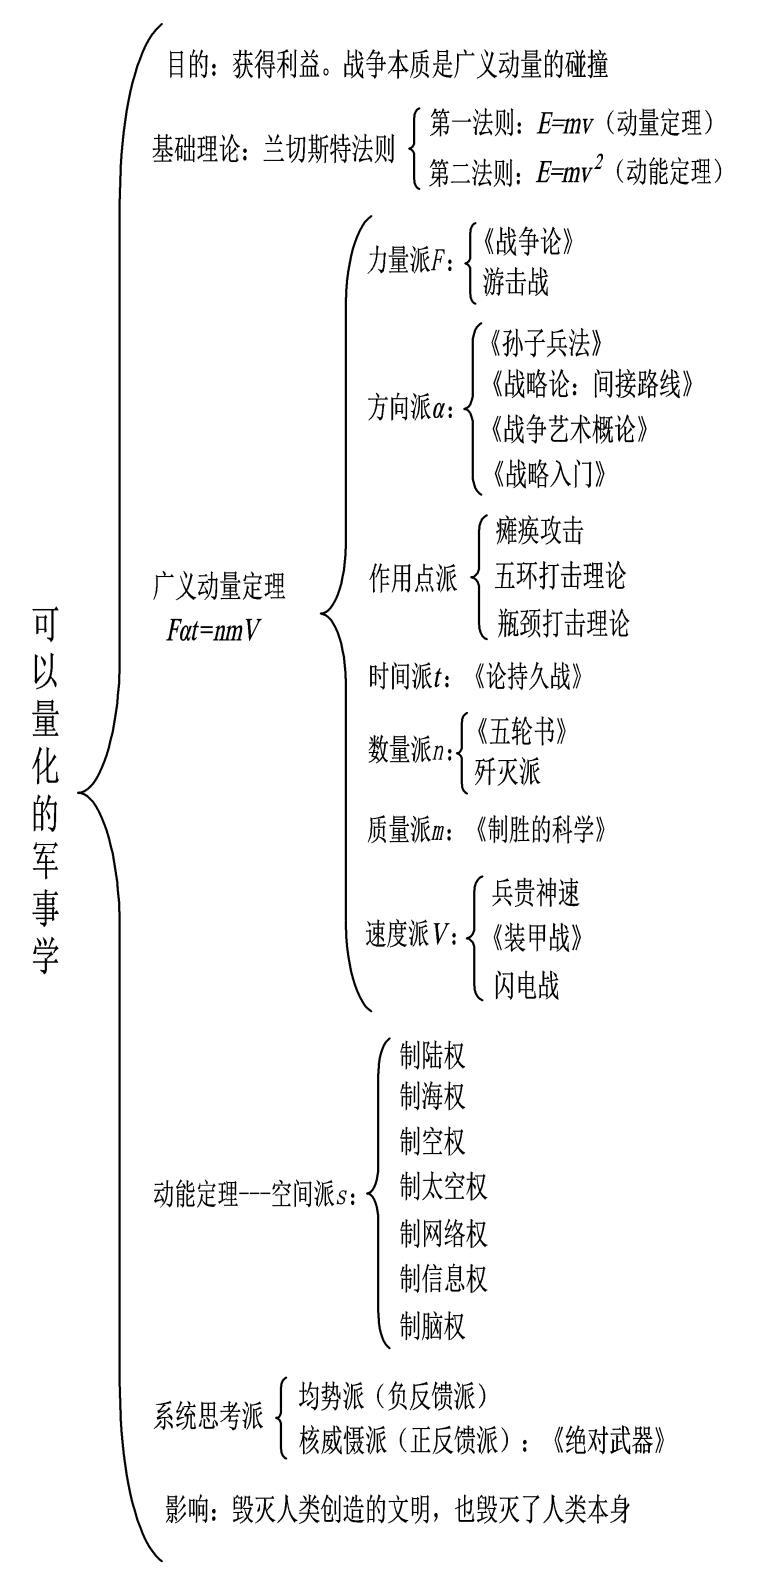 可以量化的军事学
目的：获得利益。战争本质是广义动量的碰撞
基础理论：兰切斯特法则
第一法则：E=mv（动量定理）
第二法则：E=mv²（动能定理）
广义动量定理
Fαt=nmV
力量派F：
《战争论》
游击战
方向派α：
《孙子兵法》
《战略论：间接路线》
《战争艺术概论》
《战略入门》
作用点派
瘫痪攻击
五环打击理论
瓶颈打击理论
时间派t：《论持久战》
数量派n：
《五轮书》
歼灭派
质量派m：《制胜的科学》
速度派V：
兵贵神速
《装甲战》
闪电战
动能定理---空间派s：
制陆权
制海权
制空权
制太空权
制网络权
制信息权
制脑权
系统思考派
均势派（负反馈派）
核威慑派（正反馈派）：《绝对武器》
影响：毁灭人类创造的文明，也毁灭了人类本身